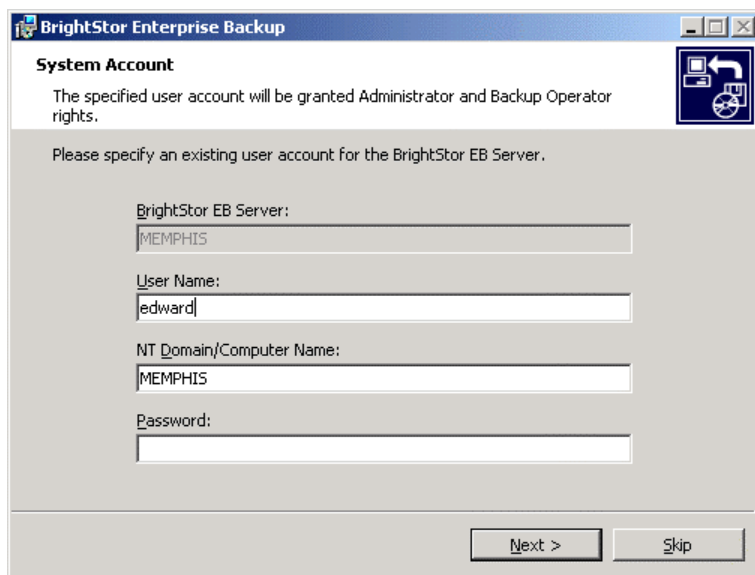 BrightStor Enterprise Backup
System Account
The specified user account will be granted Administrator and Backup Operator
rights.
Please specify an existing user account for the BrightStor EB Server.
BrightStor EB Server:
MEMPHIS
User Name:
edward
NT Domain/Computer Name:
MEMPHIS
Password:
Next >
Skip